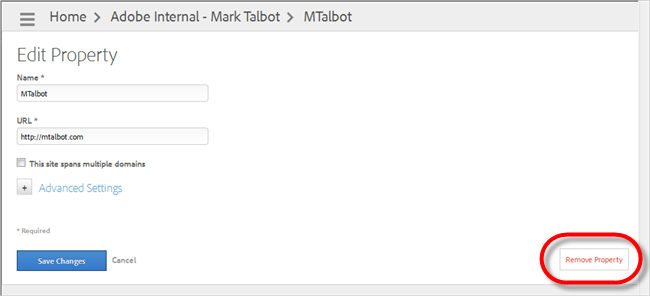 Home > Adobe Internal - Mark Talbot > MTalbot
Edit Property
Name *
MTalbot
URL *
http://mtalbot.com
This site spans multiple domains
+ Advanced Settings
* Required
Save Changes Cancel Remove Property